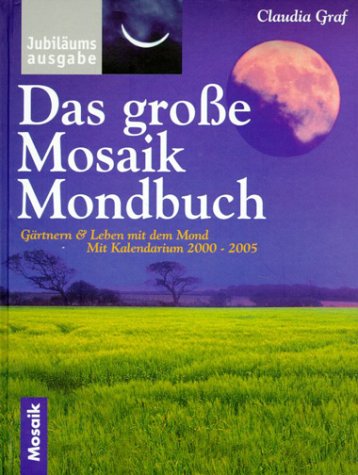 Jubiläums
ausgabe
Claudia Graf
Das große
Mosaik
Mondbuch
Gärtnern & Leben mit dem Mond
Mit Kalendarium 2000 - 2005
Mosaik